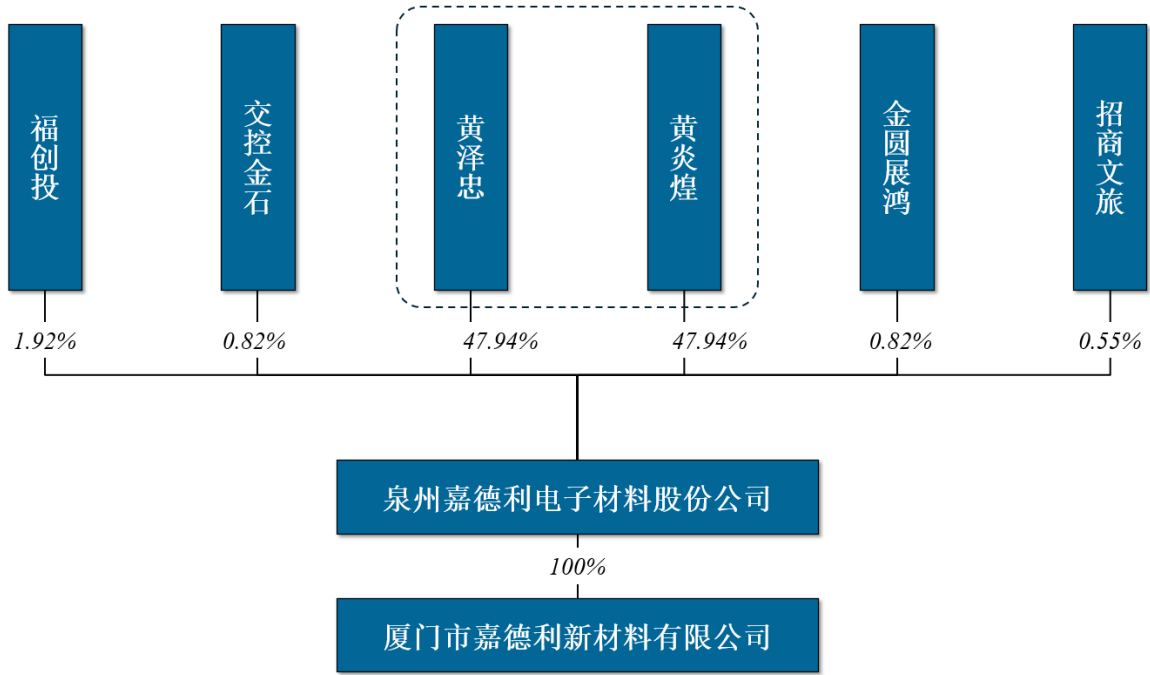 福创投
交控金石
黄泽忠
黄炎煌
金圆展鸿
招商文旅
1.92%
0.82%
47.94%
47.94%
0.82%
0.55%
泉州嘉德利电子材料股份公司
100%
厦门市嘉德利新材料有限公司